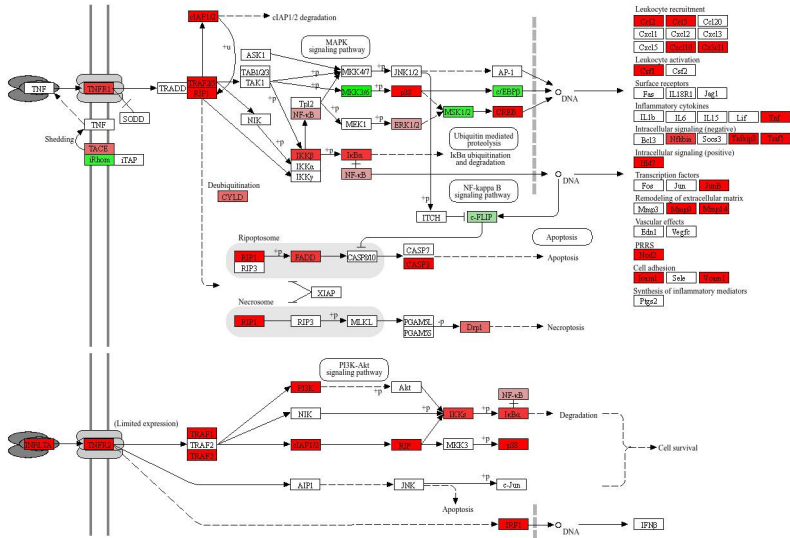 cIAP1/2
cIAP1/2 degradation
+u
MAPK
signaling pathway
ASK1
TAB1/2/3
TAK1
+p
MKK4/7
+p
JNK1/2
AP-1
TNF
TNFR1
TRADD
RIP1
MKK3/6
+p
p38
c/EBPβ
DNA
SODD
TNF
Tpl2
NF-κB
MEK1
+p
ERK1/2
MSK1/2
CREB
NIK
Shedding
TACE
iRhom
iTAP
+p
+p
IKKβ
IKKα
IKKγ
+p
IκBα
NF-κB
Ubiquitin mediated
proteolysis
IκBα ubiquitination
and degradation
DNA
Deubiquitination
CYLD
NF-kappa B
signaling pathway
+p
ITCH
c-FLIP
Apoptosis
Ripoptosome
RIP1
RIP3
+p
FADD
CASP8/10
CASP7
CASP3
Apoptosis
XIAP
Necrosome
RIP1
RIP3
+p
MLKL
PGAM5L
PGAM5S
-p
Drp1
Necroptosis
PI3K-Akt
signaling pathway
PI3K
+p
Akt
+p
NF-κB
(Limited expression)
TNFR2
TRAF1
TRAF2
TRAF3
NIK
+p
IKKs
+p
IκBα
Degradation
cIAP1/2
RIP
MKK3
+p
p38
Cell survival
AIP1
JNK
+p
c-Jun
Apoptosis
IRF1
DNA
IFNβ
Leukocyte recruitment
Ccl2
Ccl5
Ccl20
Cxcl1
Cxcl2
Cxcl3
Cxcl5
Cxcl10
Leukocyte activation
Csf1
Csf2
Surface receptors
Fas
IL18R1
Jag1
Inflammatory cytokines
IL1b
IL6
IL15
Lif
Tnf
Intracellular signaling (negative)
Bcl3
Nfkbia
Socs3
Tnfaip3
Traf1
Intracellular signaling (positive)
Ifi47
Transcription factors
Fos
Jun
JunB
Remodeling of extracellular matrix
Mmp3
Mmp9
Mmp14
Vascular effects
Edn1
Vegfc
PRRS
Nod2
Cell adhesion
Icam1
Sele
Vcam1
Synthesis of inflammatory mediators
Ptgs2